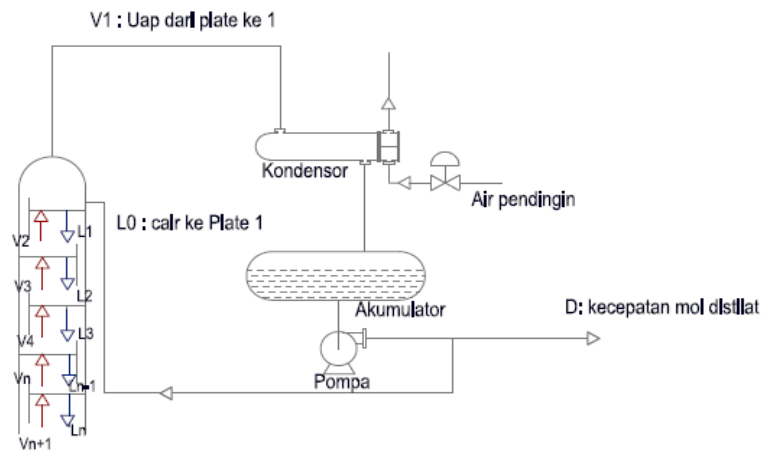 V1 : Uap dari plate ke 1
Kondensor
Air pendingin
L0 : cair ke Plate 1
V2
L1
V3
L2
Akumulator
D: kecepatan mol distilat
V4
L3
Vn
Ln-1
Pompa
Vn+1
Ln